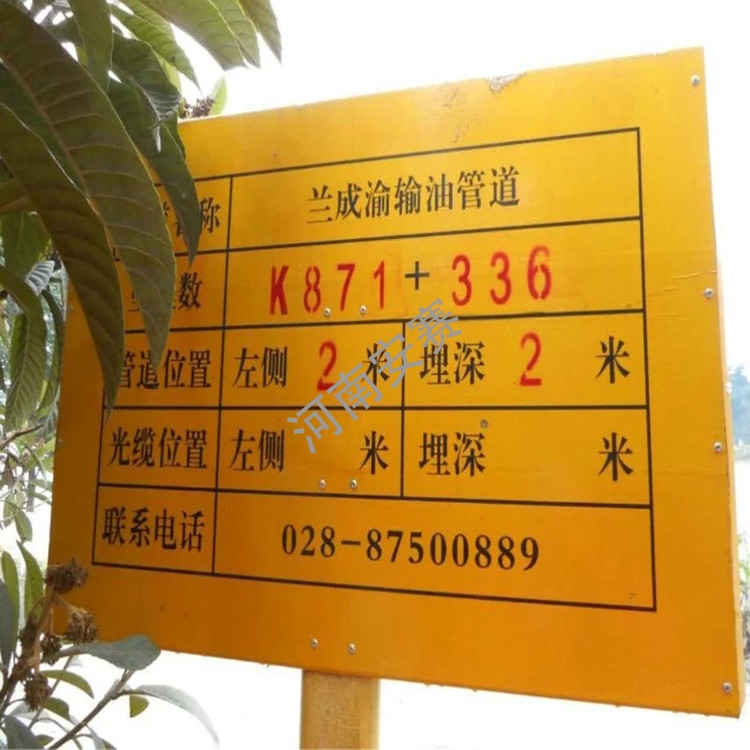 称 兰成渝输油管道
数 K871+336
管道位置 左侧 2 米 埋深 2 米
光缆位置 左侧 米 埋深 米
联系电话 028-87500889
河南安赛